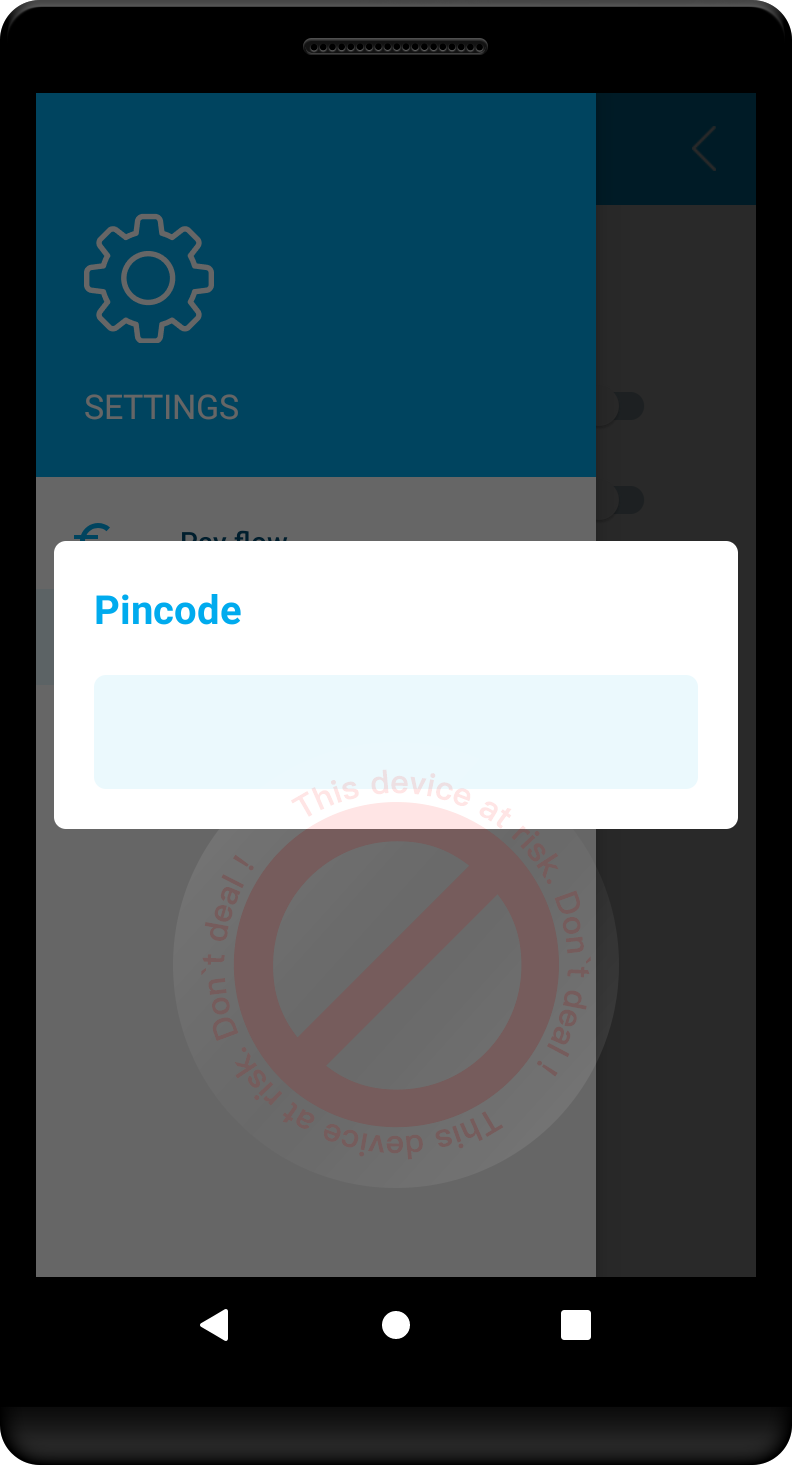 SETTINGS
Pay flow
Pincode
This device at risk. Don`t deal !
This device at risk. Don`t deal !